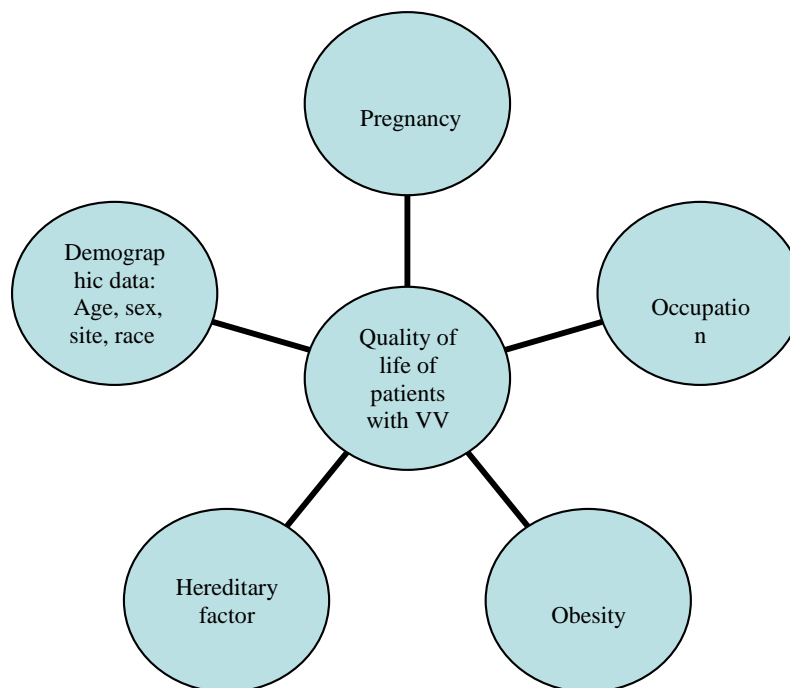 Pregnancy
Demograp
hic data:
Age, sex,
site, race
Occupatio
n
Quality of
life of
patients
with VV
Hereditary
factor
Obesity